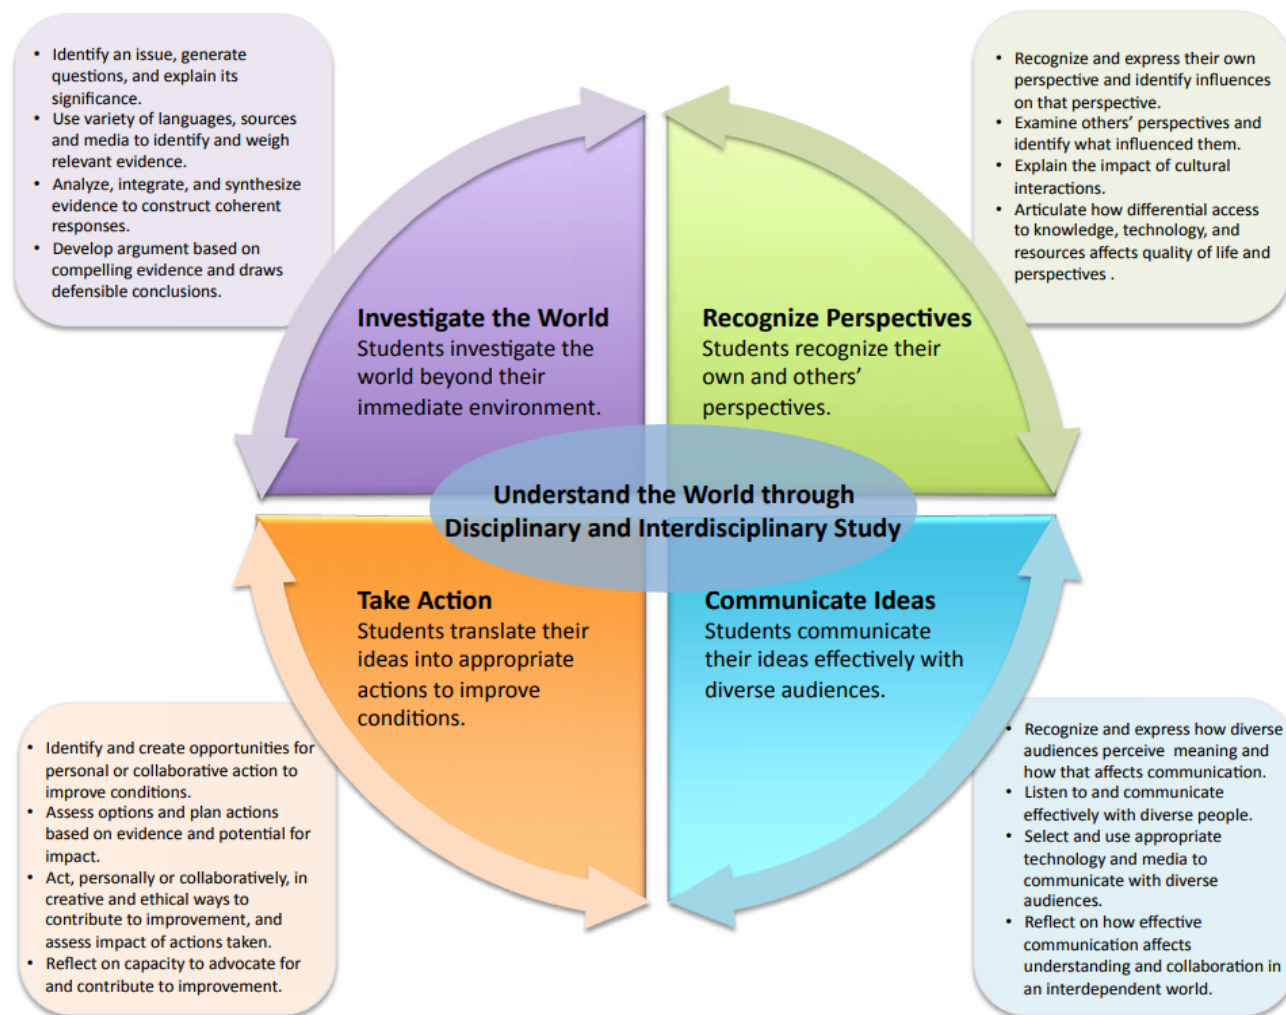 • Identify an issue, generate
questions, and explain its
significance.
• Use variety of languages, sources
and media to identify and weigh
relevant evidence.
• Analyze, integrate, and synthesize
evidence to construct coherent
responses.
• Develop argument based on
compelling evidence and draws
defensible conclusions.
• Recognize and express their own
perspective and identify influences
on that perspective.
• Examine others’ perspectives and
identify what influenced them.
• Explain the impact of cultural
interactions.
• Articulate how differential access
to knowledge, technology, and
resources affects quality of life and
perspectives .
Investigate the World
Students investigate the
world beyond their
immediate environment.
Recognize Perspectives
Students recognize their
own and others’
perspectives.
Understand the World through
Disciplinary and Interdisciplinary Study
Take Action
Students translate their
ideas into appropriate
actions to improve
conditions.
Communicate Ideas
Students communicate
their ideas effectively with
diverse audiences.
• Identify and create opportunities for
personal or collaborative action to
improve conditions.
• Assess options and plan actions
based on evidence and potential for
impact.
• Act, personally or collaboratively, in
creative and ethical ways to
contribute to improvement, and
assess impact of actions taken.
• Reflect on capacity to advocate for
and contribute to improvement.
• Recognize and express how diverse
audiences perceive meaning and
how that affects communication.
• Listen to and communicate
effectively with diverse people.
• Select and use appropriate
technology and media to
communicate with diverse
audiences.
• Reflect on how effective
communication affects
understanding and collaboration in
an interdependent world.